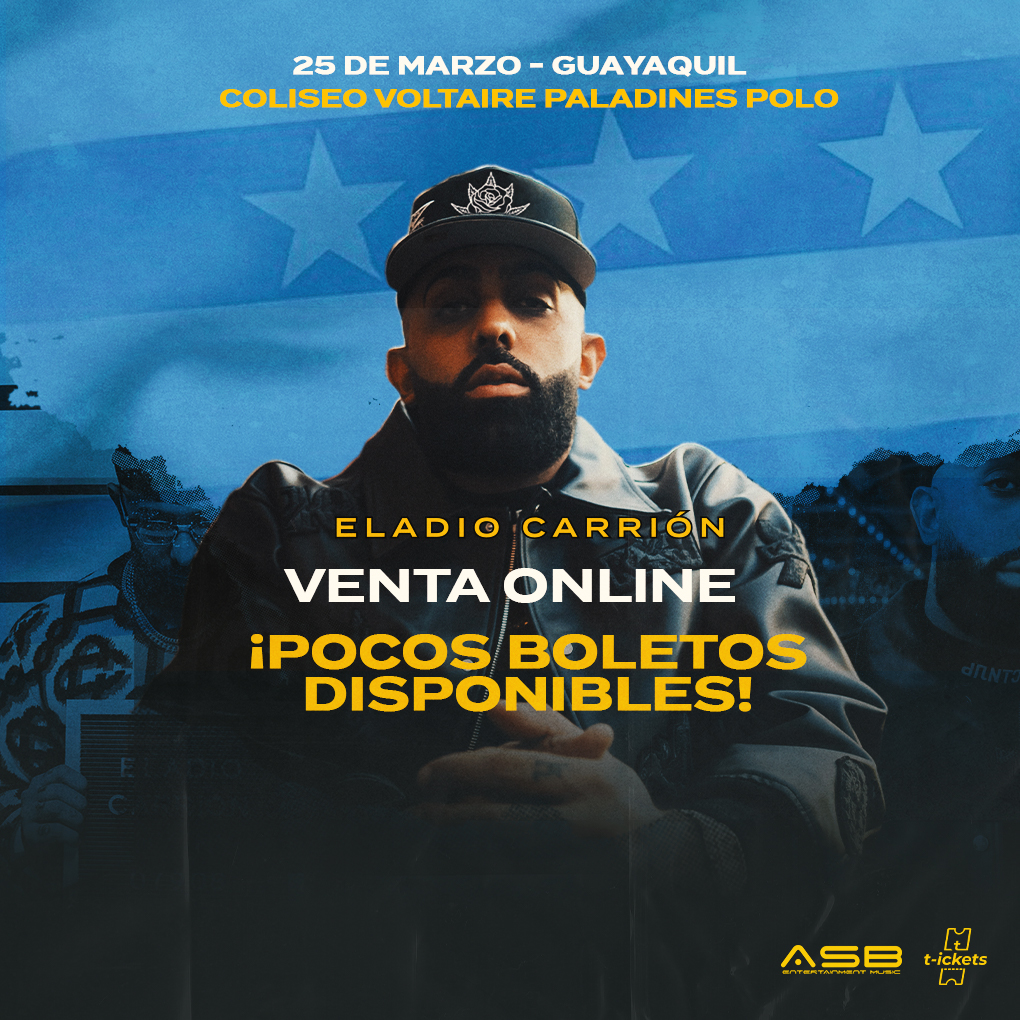 25 DE MARZO - GUAYAQUIL
COLISEO VOLTAIRE PALADINES POLO
ELADIO CARRIÓN
VENTA ONLINE
¡POCOS BOLETOS
DISPONIBLES!
ELADIO
ASB
ENTERTAINMENT MUSIC
t
t-ickets